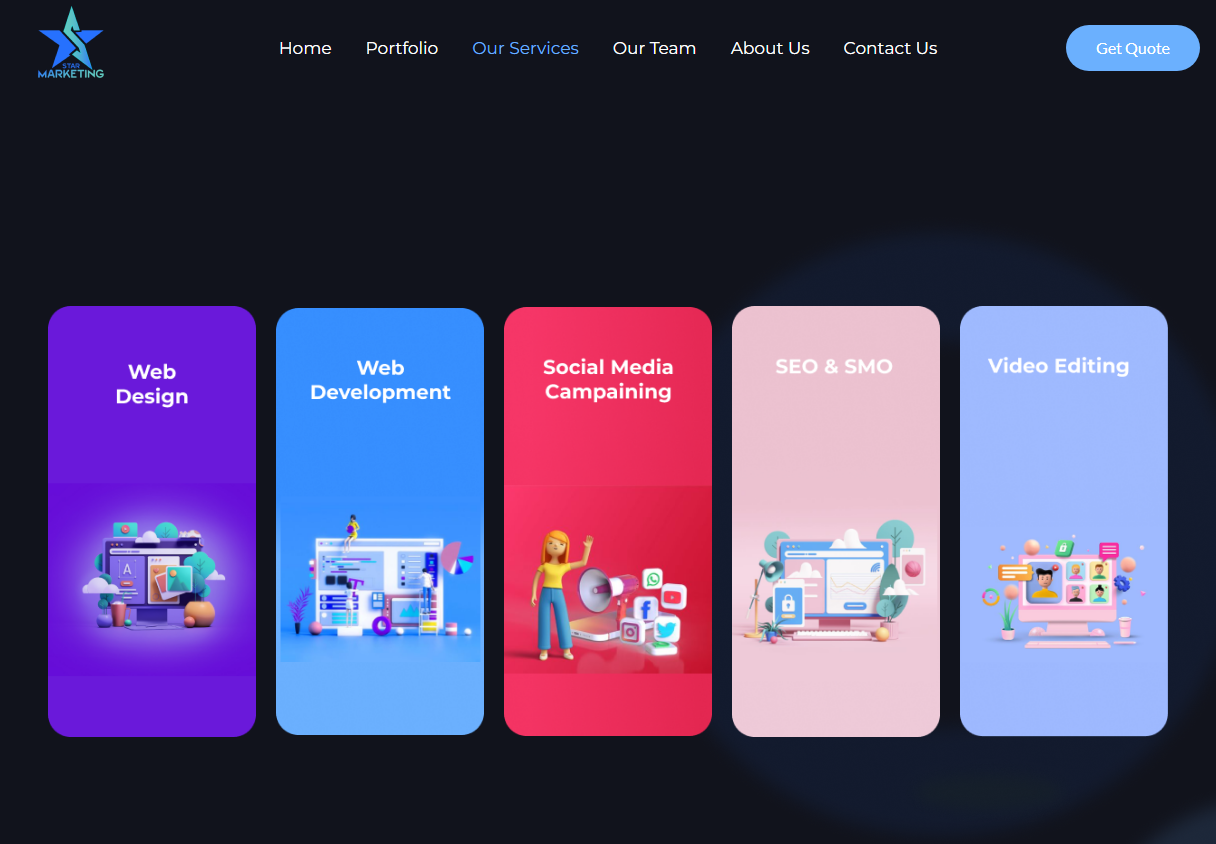 STAR
MARKETING
Home
Portfolio
Our Services
Our Team
About Us
Contact Us
Get Quote
Web
Design
Web
Development
Social Media
Campaining
SEO & SMO
Video Editing
A